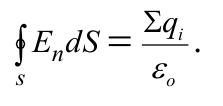 ∮_S E_n dS = Σq_i / ε_o .